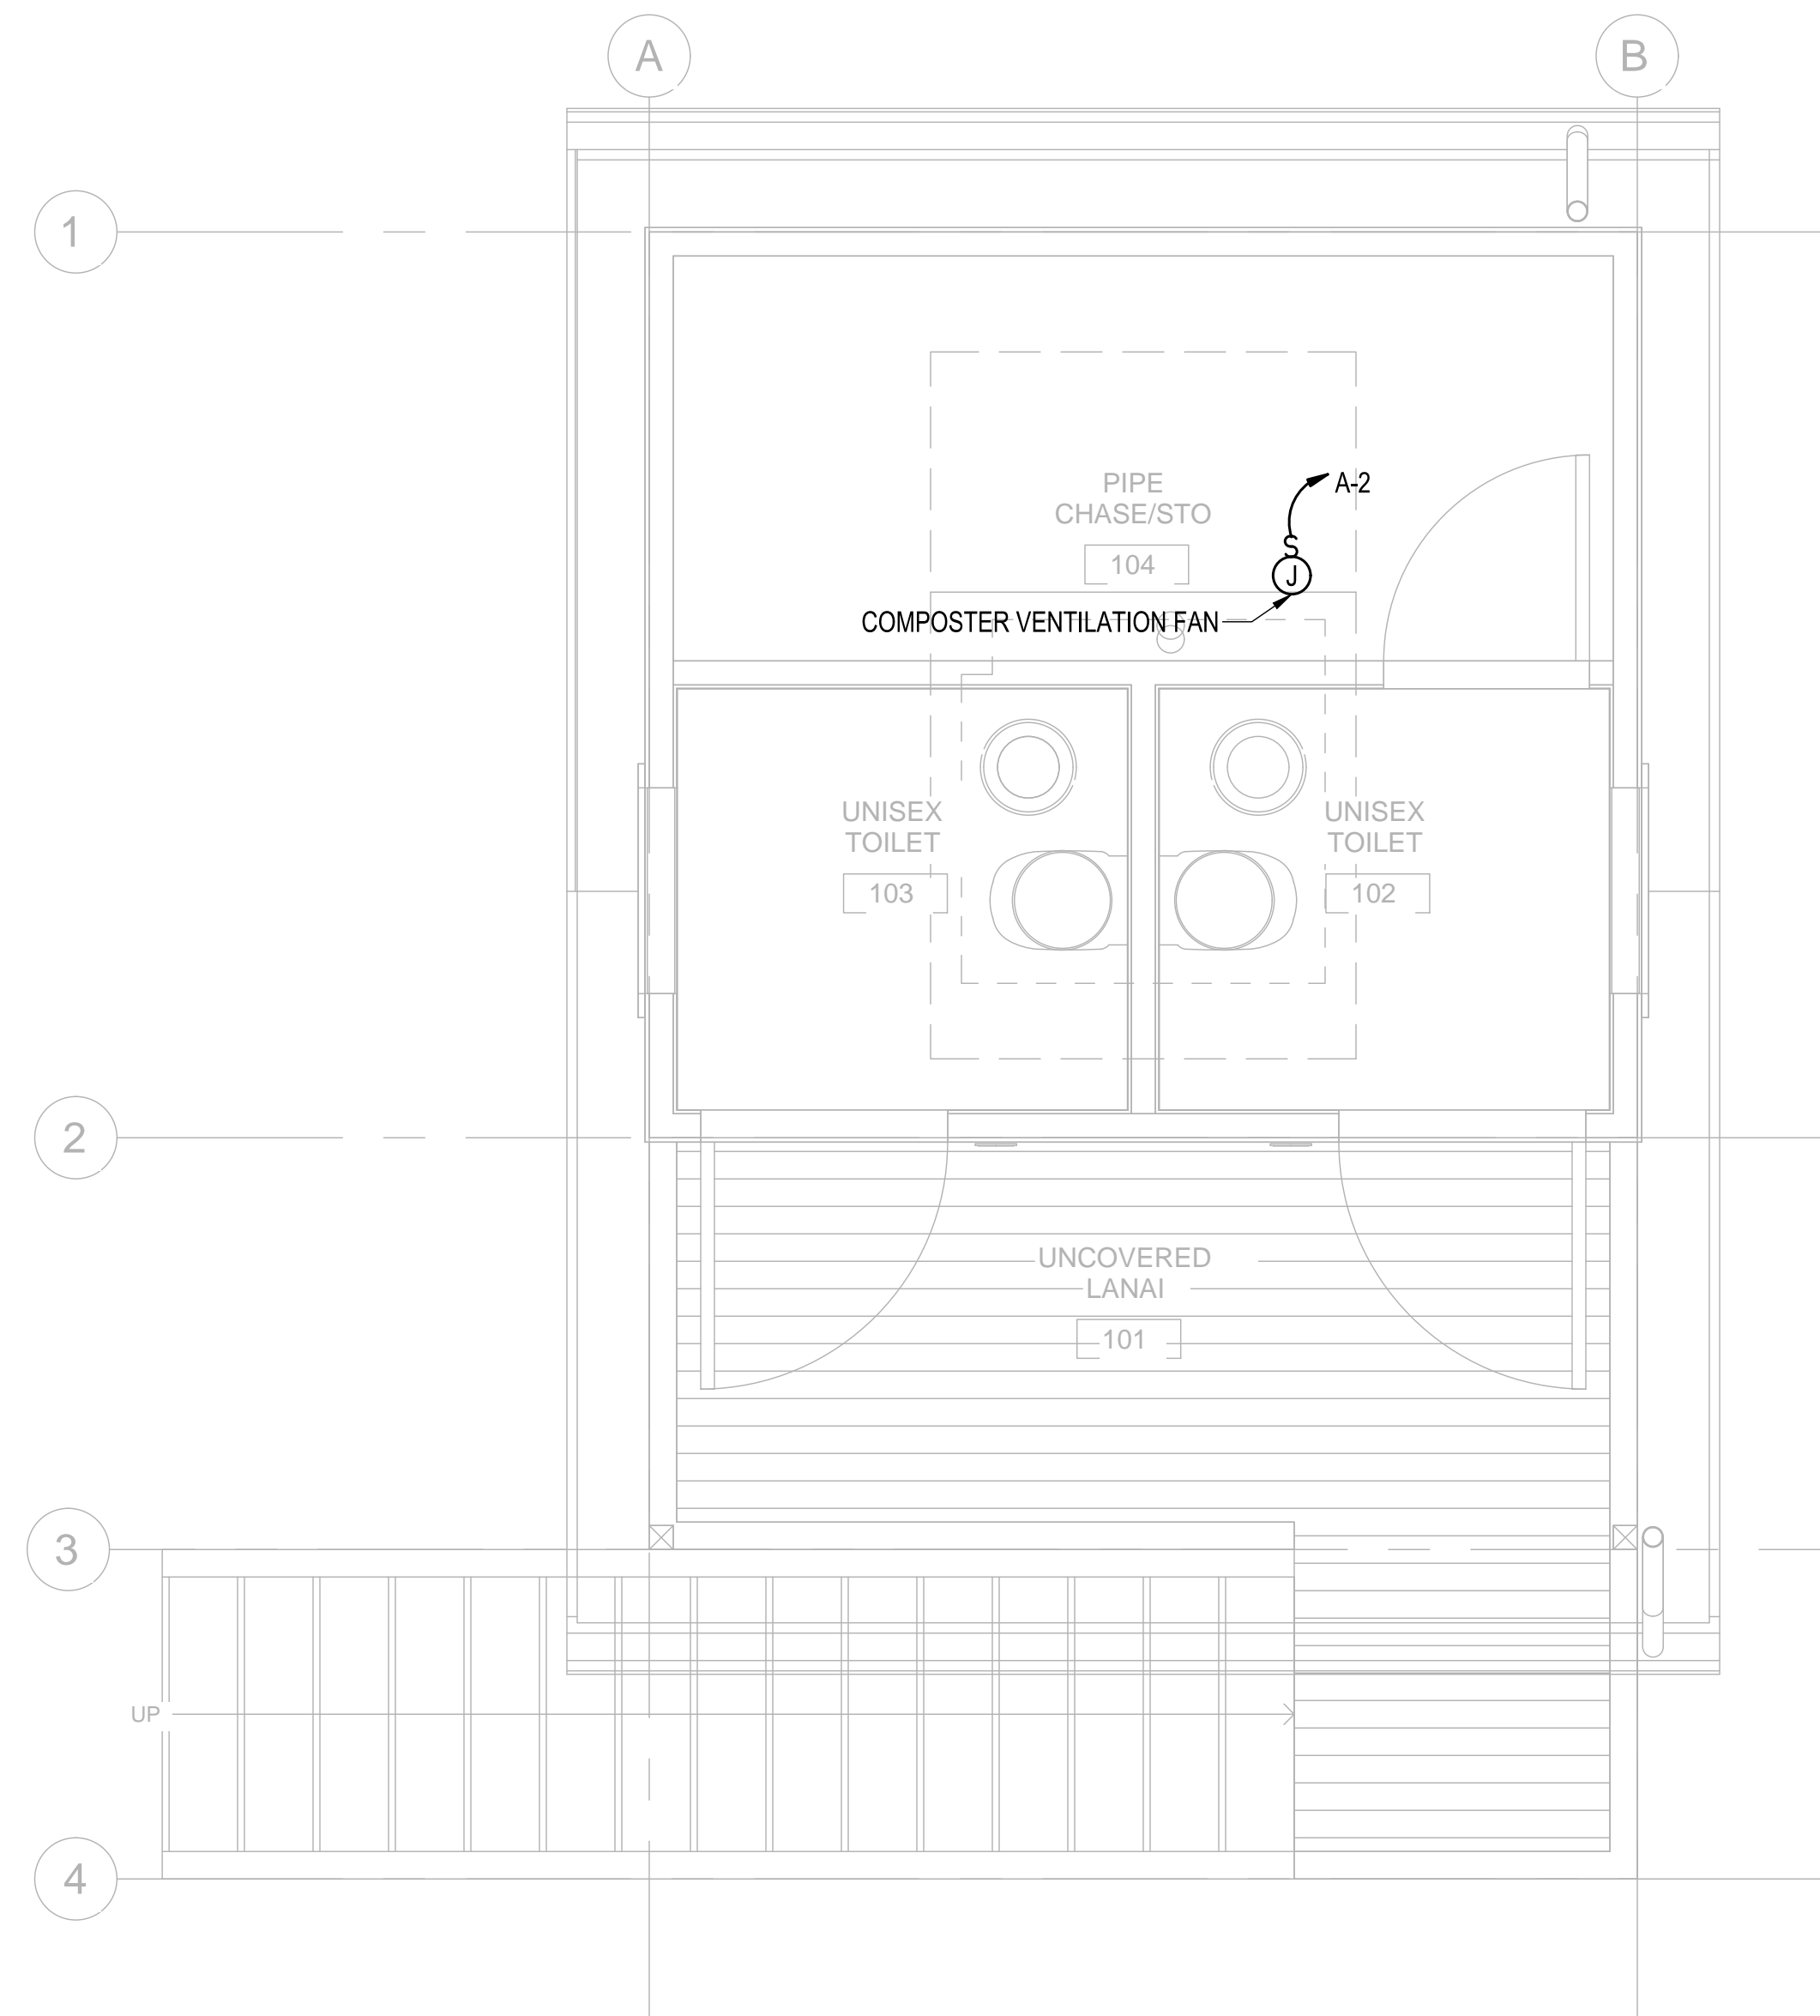 A
B
1
PIPE
CHASE/STO
104
A-2
S
J
COMPOSTER VENTILATION FAN
UNISEX
TOILET
103
UNISEX
TOILET
102
2
UNCOVERED
LANAI
101
3
UP
4